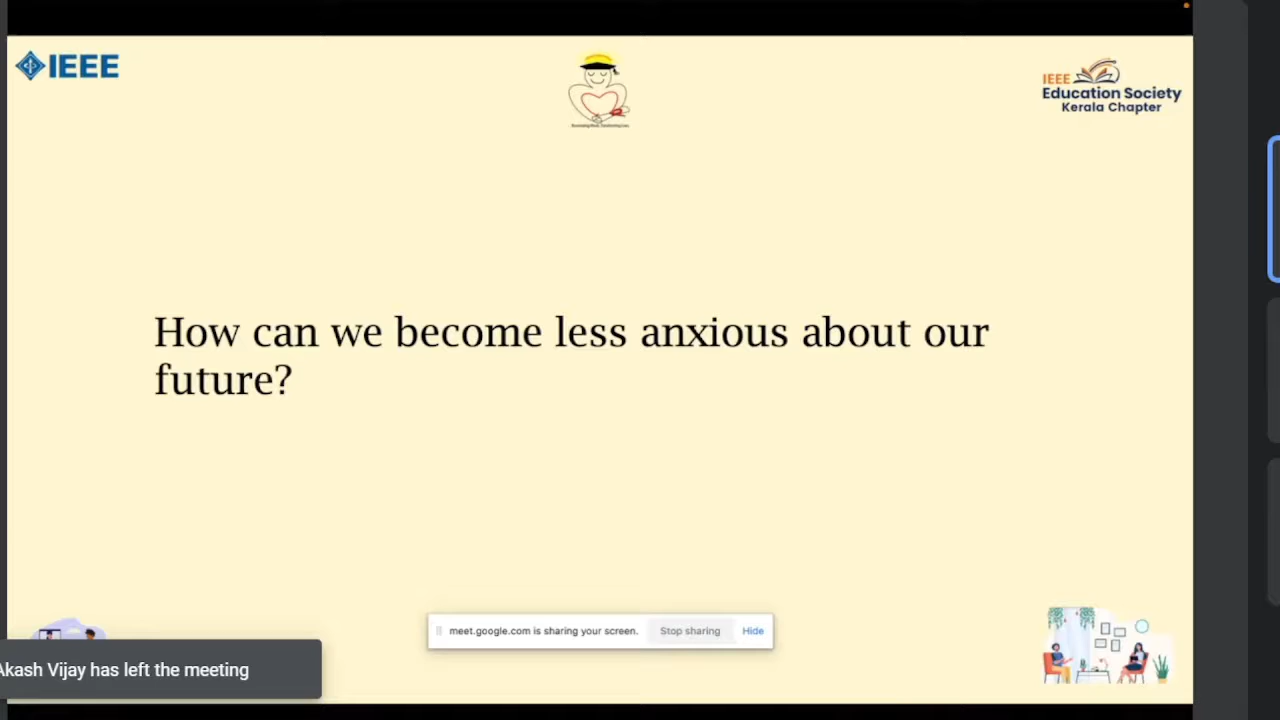 IEEE
IEEE
Education Society
Kerala Chapter
How can we become less anxious about our
future?
meet.google.com is sharing your screen. Stop sharing Hide
Akash Vijay has left the meeting